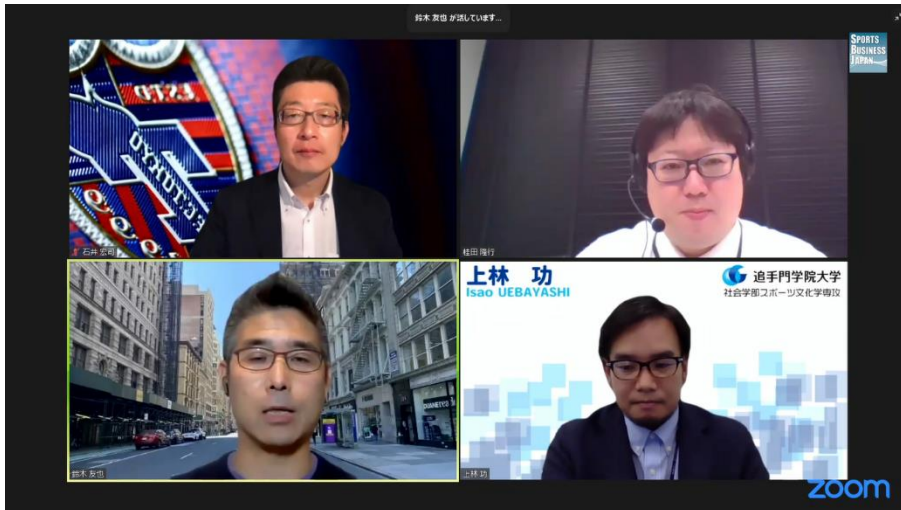 鈴木 友也 が話しています...
SPORTS
BUSINESS
JAPAN
石井 宏司
桂田 隆行
鈴木 友也
上林 功
Isao UEBAYASHI
追手門学院大学
社会学部スポーツ文化学専攻
上林 功
zoom